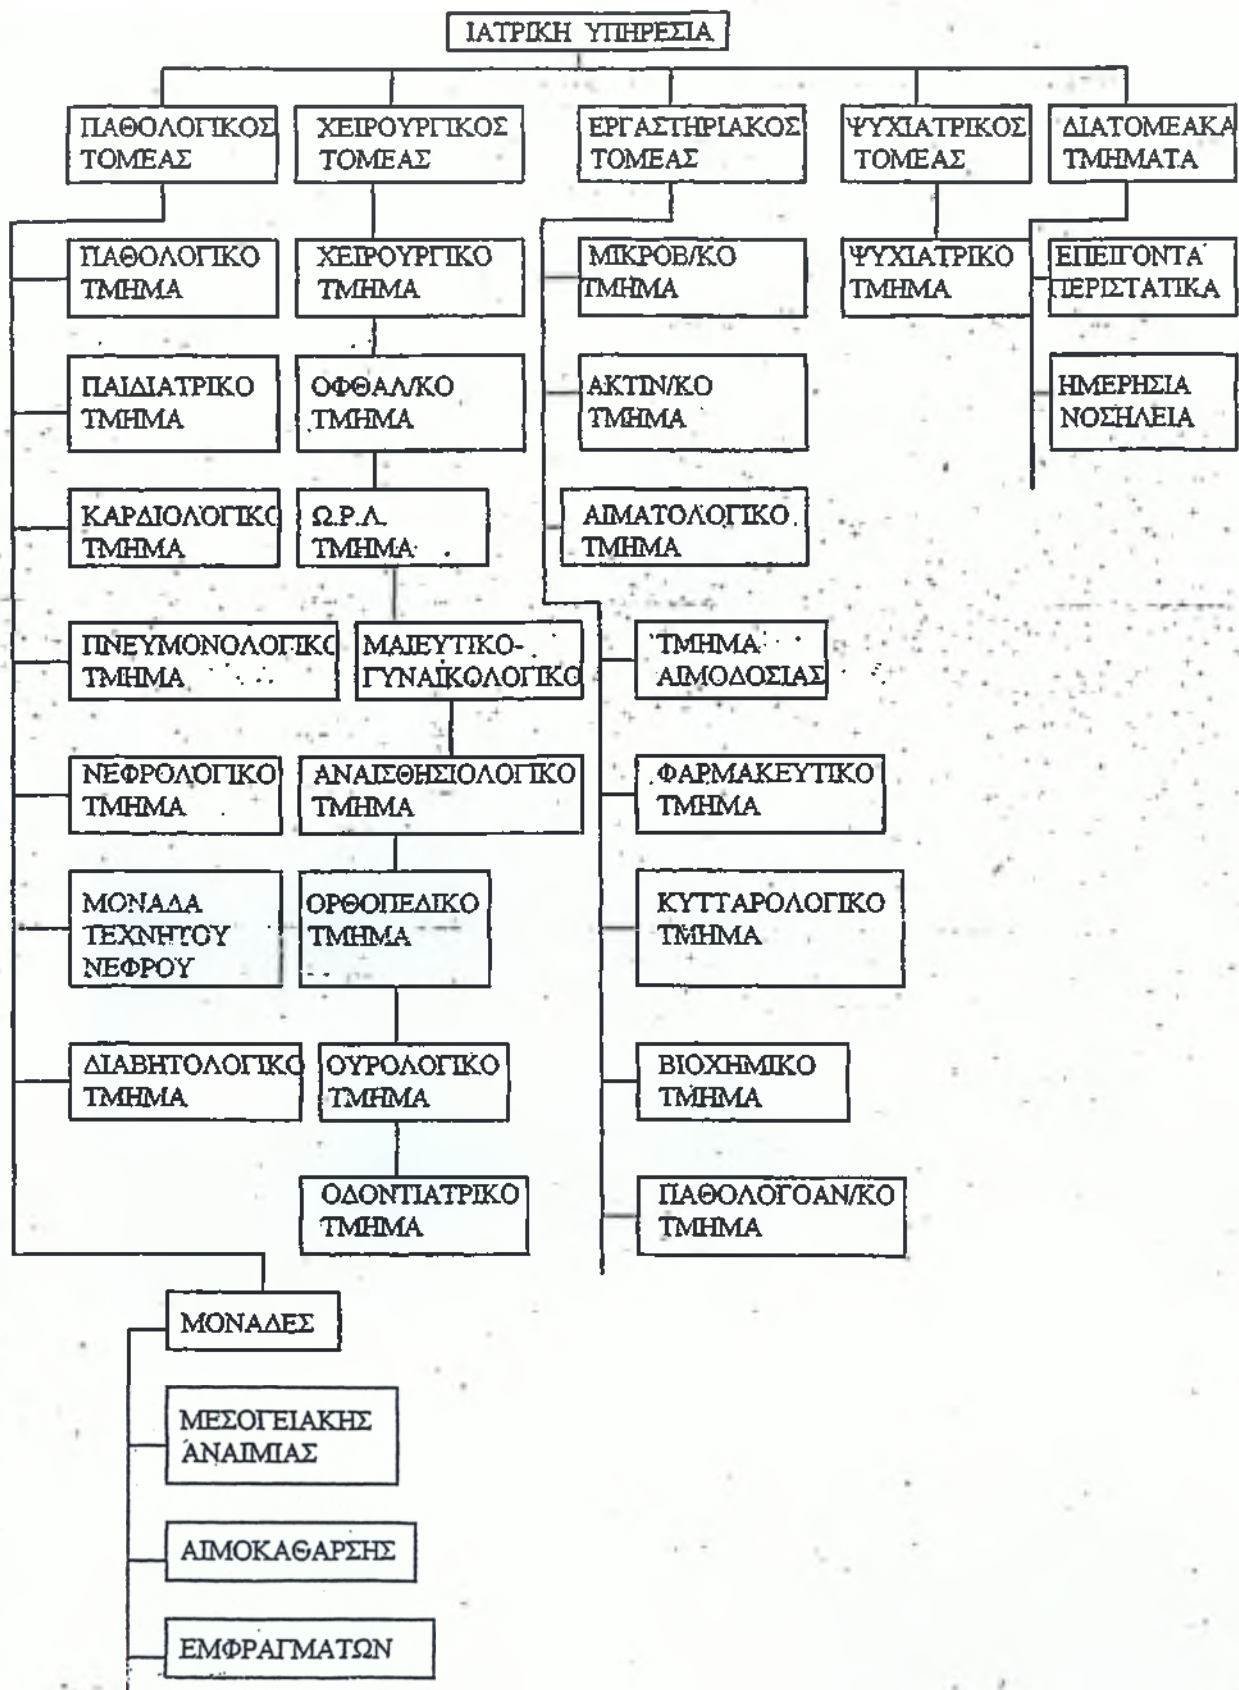 ΙΑΤΡΙΚΗ ΥΠΗΡΕΣΙΑ
ΠΑΘΟΛΟΓΙΚΟΣ
ΤΟΜΕΑΣ
ΧΕΙΡΟΥΡΓΙΚΟΣ
ΤΟΜΕΑΣ
ΕΡΓΑΣΤΗΡΙΑΚΟΣ
ΤΟΜΕΑΣ
ΨΥΧΙΑΤΡΙΚΟΣ
ΤΟΜΕΑΣ
ΔΙΑΤΟΜΕΑΚΑ
ΤΜΗΜΑΤΑ
ΠΑΘΟΛΟΓΙΚΟ
ΤΜΗΜΑ
ΧΕΙΡΟΥΡΓΙΚΟ
ΤΜΗΜΑ
ΜΙΚΡΟΒ/ΚΟ
ΤΜΗΜΑ
ΨΥΧΙΑΤΡΙΚΟ
ΤΜΗΜΑ
ΕΠΕΙΓΟΝΤΑ
ΠΕΡΙΣΤΑΤΙΚΑ
ΠΑΙΔΙΑΤΡΙΚΟ
ΤΜΗΜΑ
ΟΦΘΑΛ/ΚΟ
ΤΜΗΜΑ
ΑΚΤΙΝ/ΚΟ
ΤΜΗΜΑ
ΗΜΕΡΗΣΙΑ
ΝΟΣΗΛΕΙΑ
ΚΑΡΔΙΟΛΟΓΙΚΟ
ΤΜΗΜΑ
Ω.Ρ.Λ.
ΤΜΗΜΑ
ΑΙΜΑΤΟΛΟΓΙΚΟ
ΤΜΗΜΑ
ΠΝΕΥΜΟΝΟΛΟΓΙΚΟ
ΤΜΗΜΑ
ΜΑΙΕΥΤΙΚΟ-
ΓΥΝΑΙΚΟΛΟΓΙΚΟ
ΤΜΗΜΑ
ΑΙΜΟΔΟΣΙΑΣ
ΝΕΦΡΟΛΟΓΙΚΟ
ΤΜΗΜΑ
ΑΝΑΙΣΘΗΣΙΟΛΟΓΙΚΟ
ΤΜΗΜΑ
ΦΑΡΜΑΚΕΥΤΙΚΟ
ΤΜΗΜΑ
ΜΟΝΑΔΑ
ΤΕΧΝΗΤΟΥ
ΝΕΦΡΟΥ
ΟΡΘΟΠΕΔΙΚΟ
ΤΜΗΜΑ
ΚΥΤΤΑΡΟΛΟΓΙΚΟ
ΤΜΗΜΑ
ΔΙΑΒΗΤΟΛΟΓΙΚΟ
ΤΜΗΜΑ
ΟΥΡΟΛΟΓΙΚΟ
ΤΜΗΜΑ
ΒΙΟΧΗΜΙΚΟ
ΤΜΗΜΑ
ΟΔΟΝΤΙΑΤΡΙΚΟ
ΤΜΗΜΑ
ΠΑΘΟΛΟΓΟΑΝ/ΚΟ
ΤΜΗΜΑ
ΜΟΝΑΔΕΣ
ΜΕΣΟΓΕΙΑΚΗΣ
ΑΝΑΙΜΙΑΣ
ΑΙΜΟΚΑΘΑΡΣΗΣ
ΕΜΦΡΑΓΜΑΤΩΝ